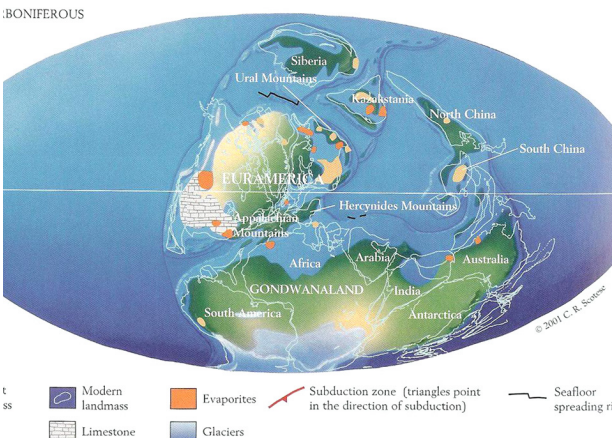 :BONIFEROUS
Siberia
Ural Mountains
Kazakstania
North China
South China
EURAMERICA
Hercynides Mountains
Appalachian
Mountains
Africa
Arabia
Australia
GONDWANALAND
India
South America
Antarctica
© 2001 C. R. Scotese
t
ss
Modern
landmass
Limestone
Evaporites
Glaciers
Subduction zone (triangles point
in the direction of subduction)
Seafloor
spreading ri